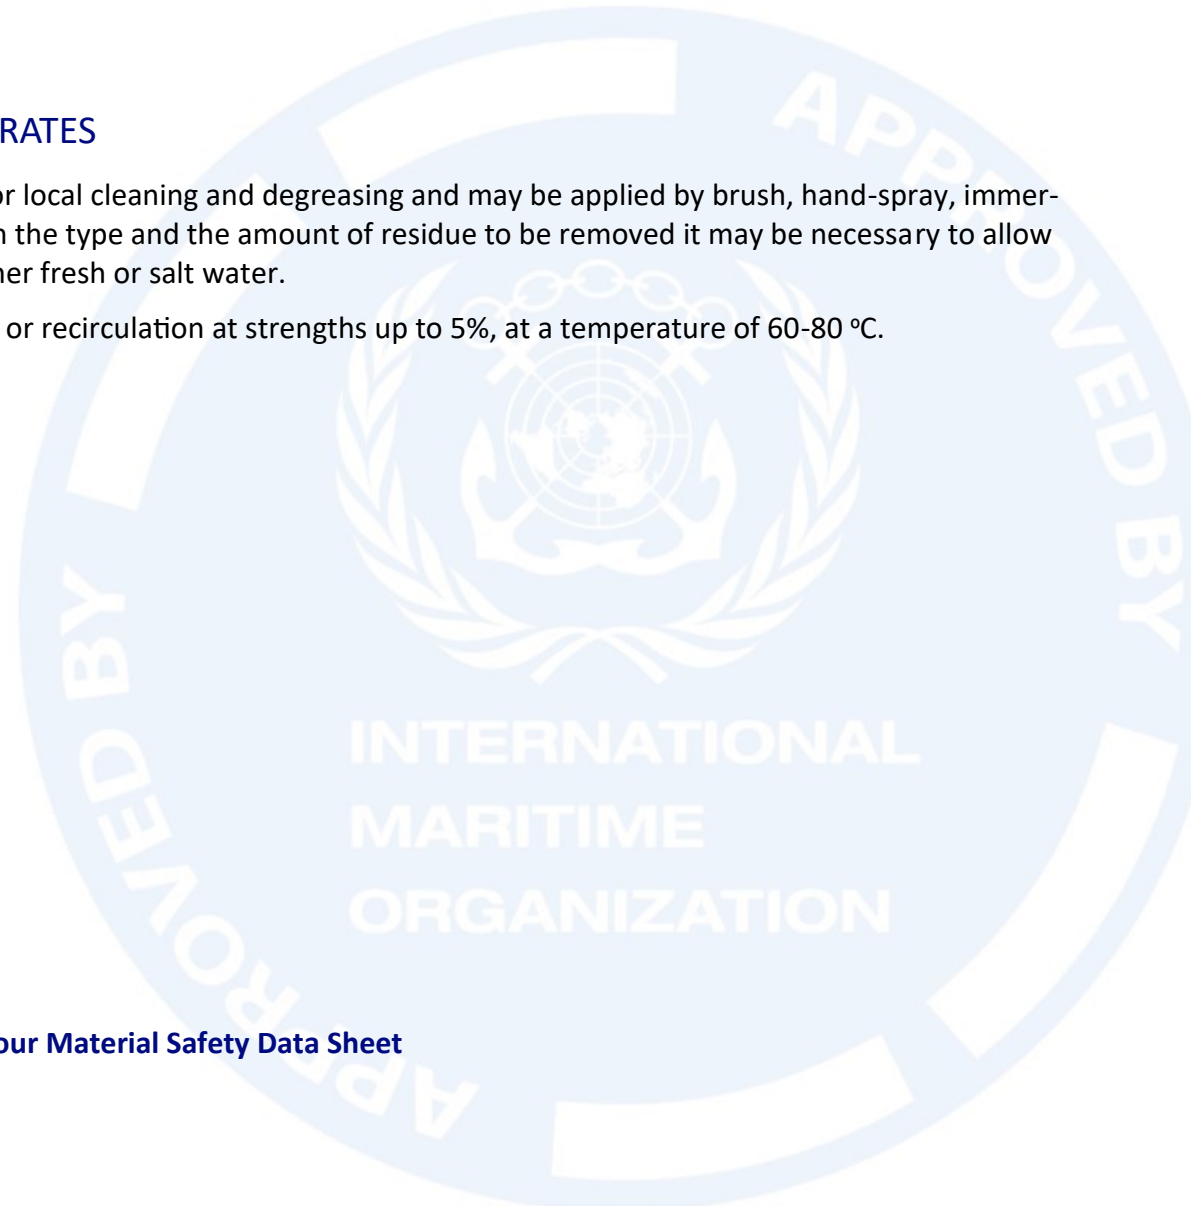 RATES
or local cleaning and degreasing and may be applied by brush, hand-spray, immer-
n the type and the amount of residue to be removed it may be necessary to allow
her fresh or salt water.
or recirculation at strengths up to 5%, at a temperature of 60-80 ºC.
our Material Safety Data Sheet
APPROVED BY
APPROVED BY
INTERNATIONAL
MARITIME
ORGANIZATION